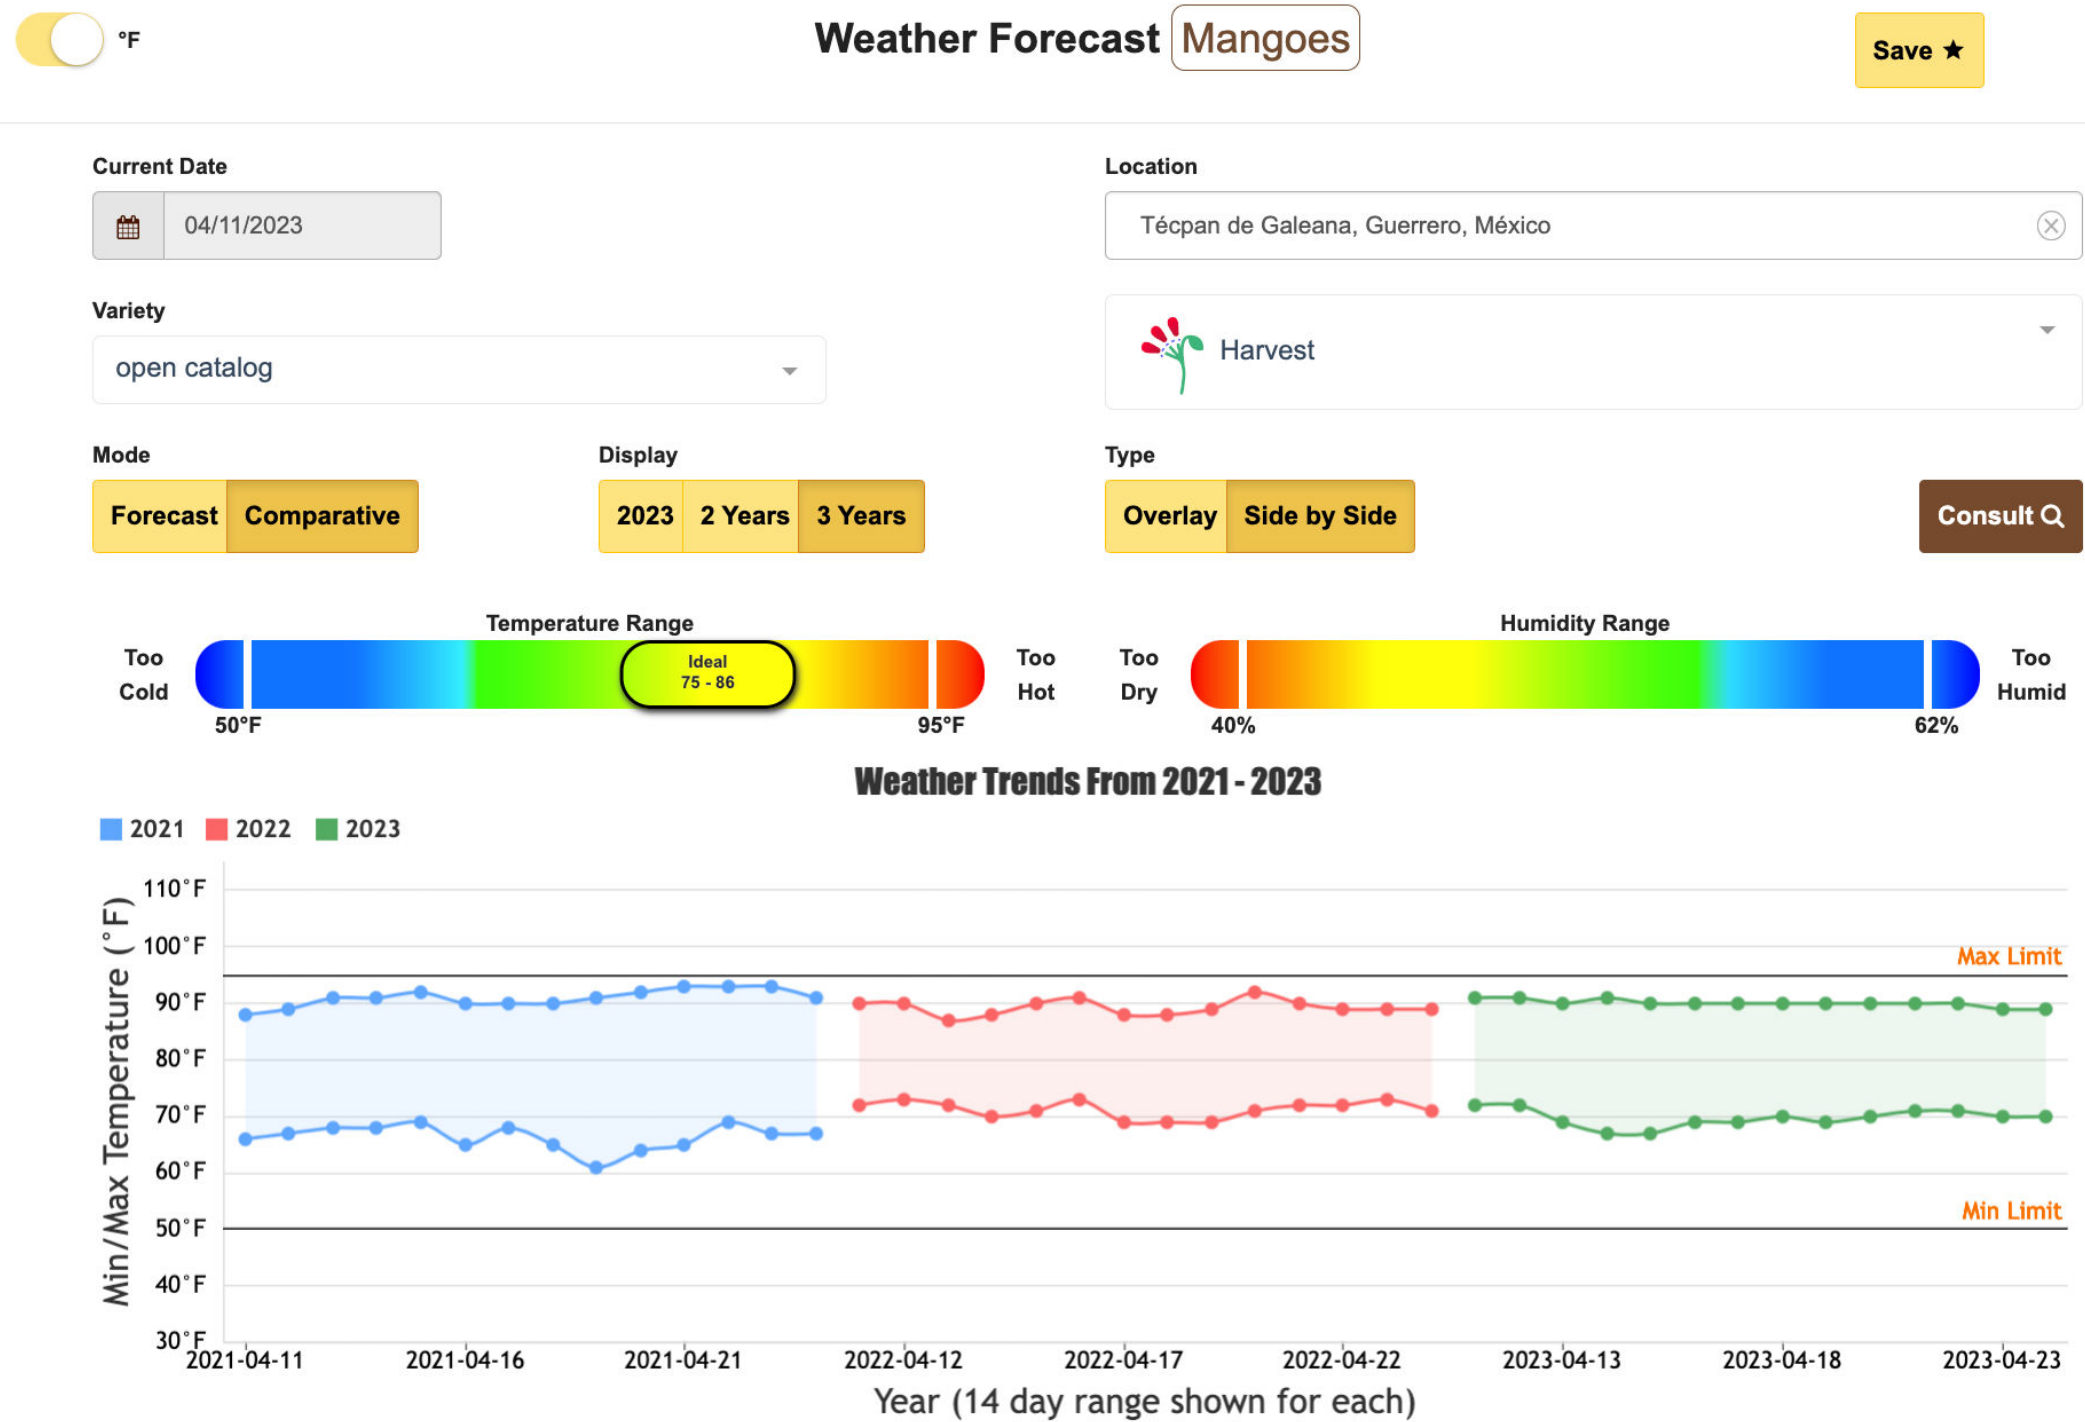 °F
Weather Forecast Mangoes
Save
Current Date
Location
04/11/2023
Técpan de Galeana, Guerrero, México
Variety
open catalog
Harvest
Mode
Display
Type
Forecast Comparative
2023 2 Years 3 Years
Overlay Side by Side
Consult
Temperature Range
Humidity Range
Too
Cold
Ideal
75 - 86
Too
Hot
Too
Dry
Too
Humid
50°F
95°F
40%
62%
Weather Trends From 2021 - 2023
2021 2022 2023
Min/Max Temperature (°F)
110°F
100°F
Max Limit
90°F
80°F
70°F
60°F
Min Limit
50°F
40°F
30°F
2021-04-11 2021-04-16 2021-04-21 2022-04-12 2022-04-17 2022-04-22 2023-04-13 2023-04-18 2023-04-23
Year (14 day range shown for each)